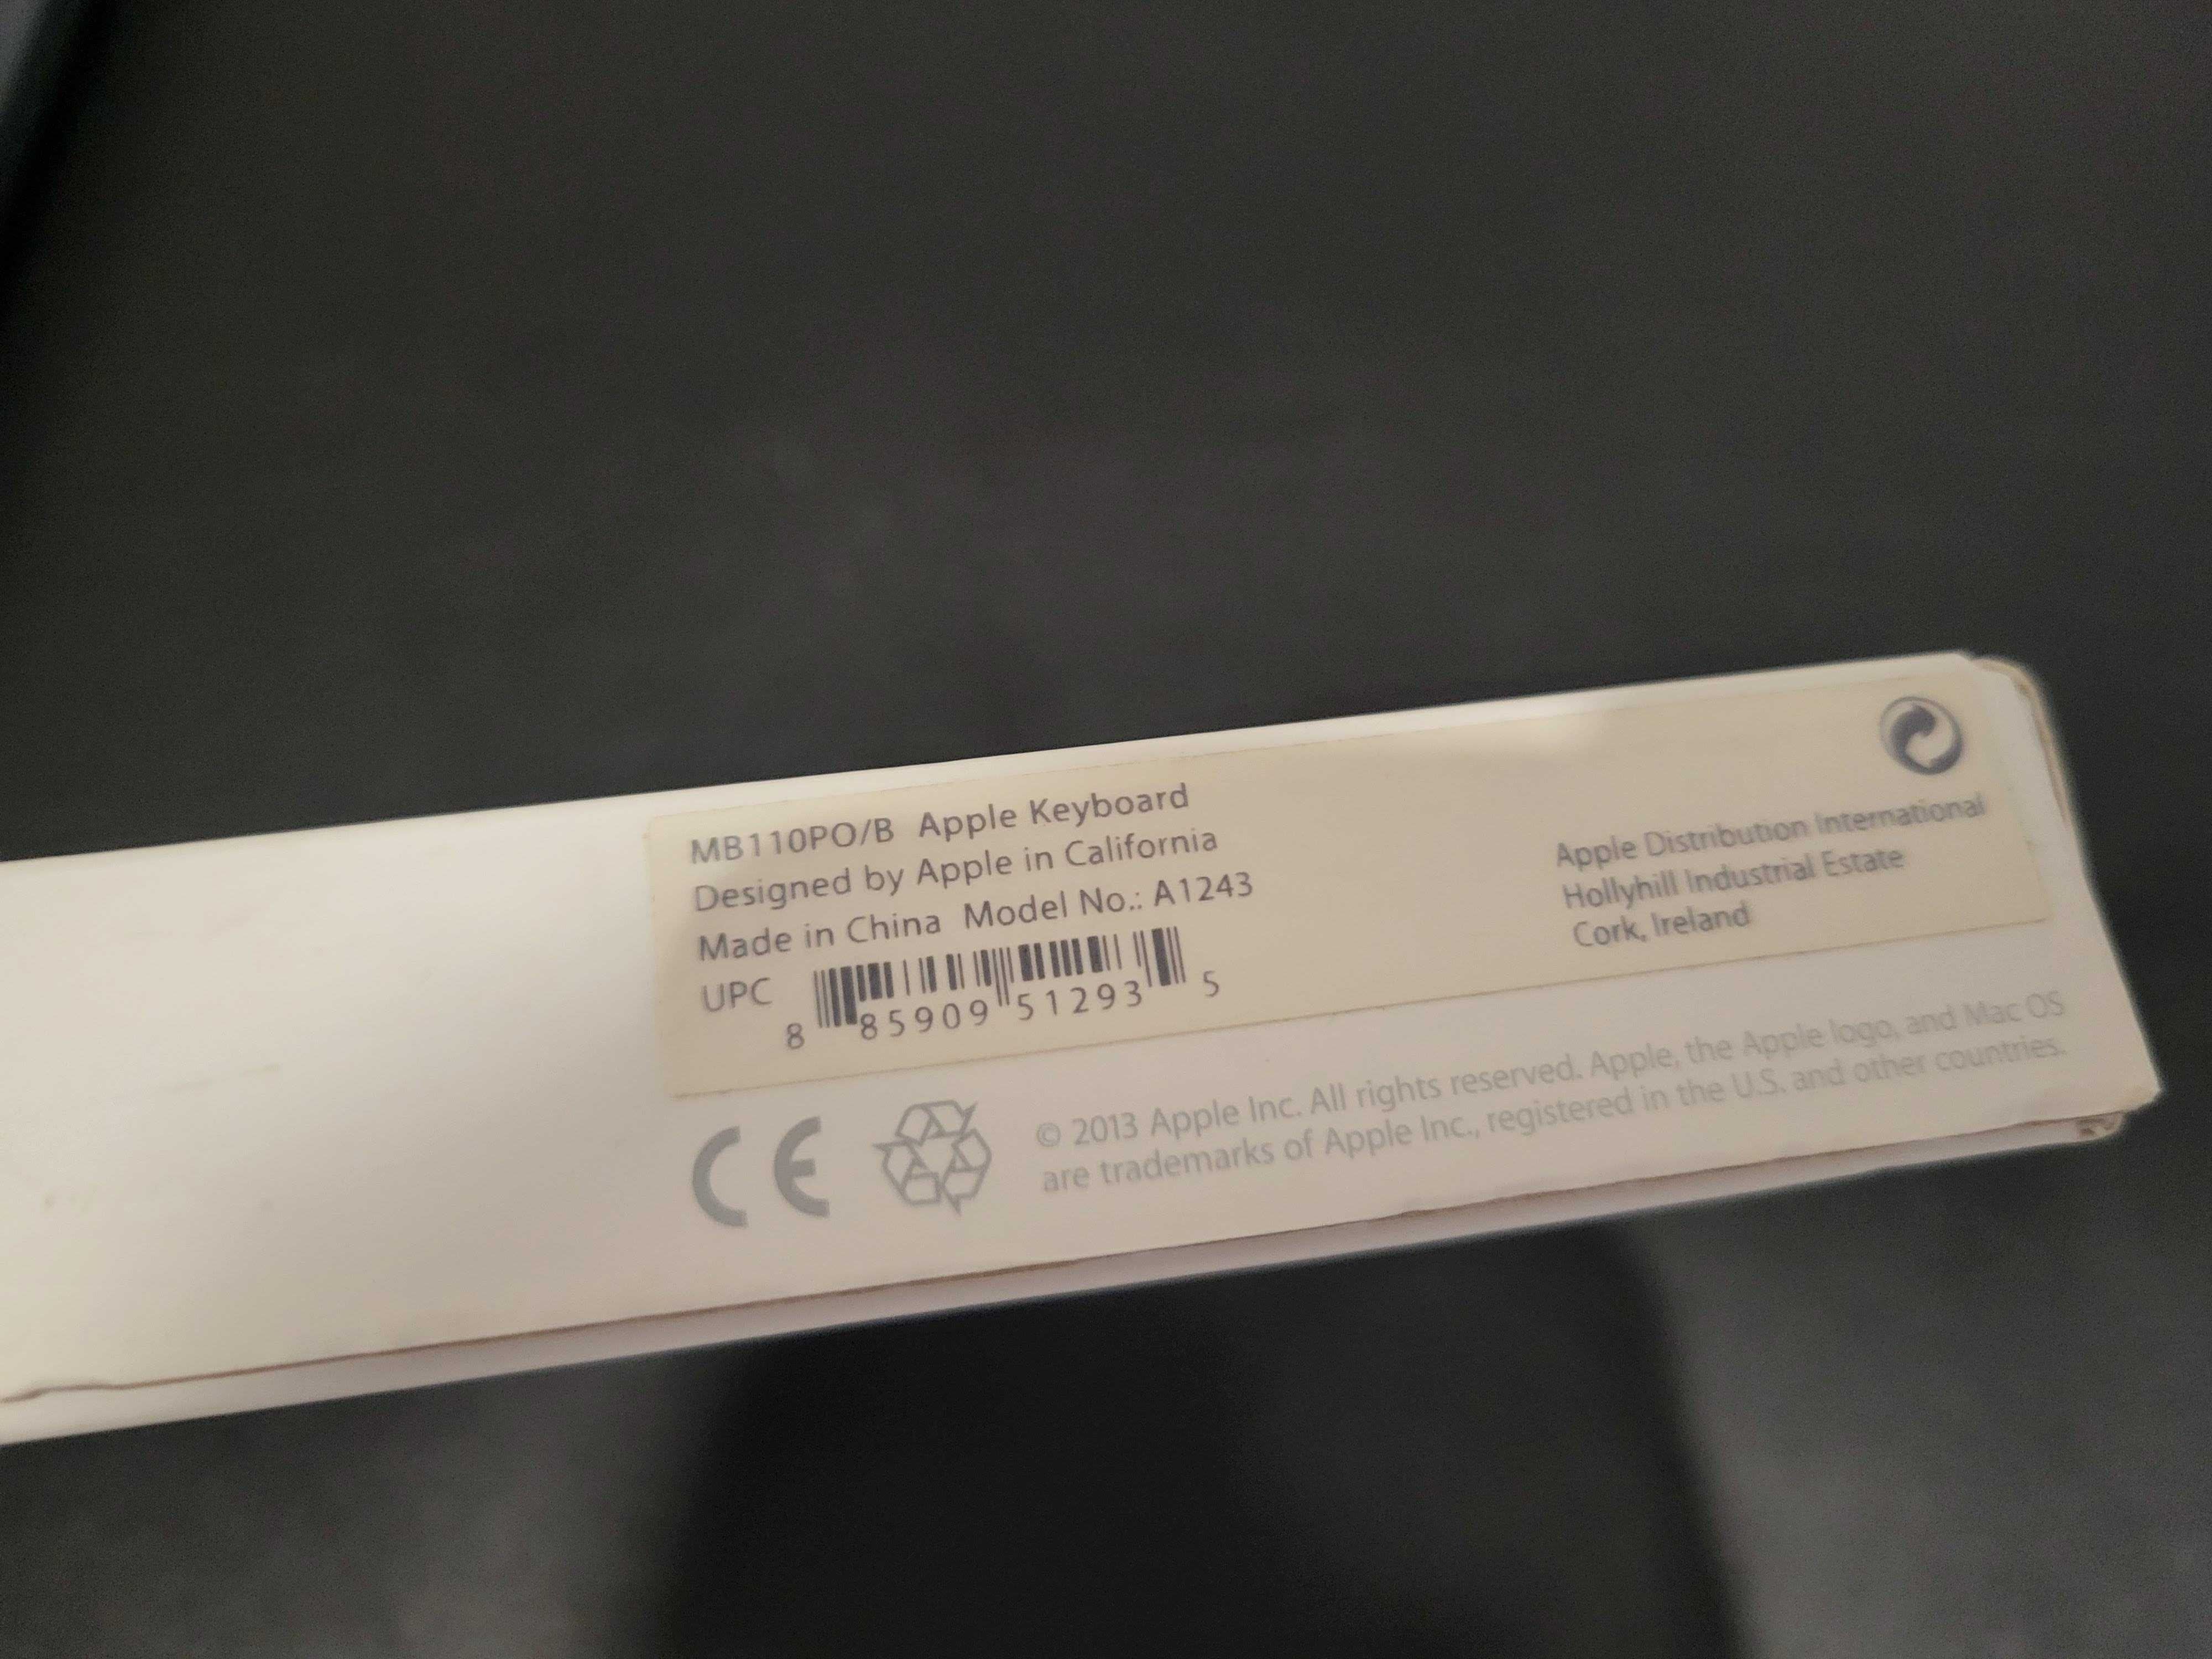 MB110PO/B Apple Keyboard
Designed by Apple in California
Made in China Model No.: A1243
UPC
8 85909 51293 5
Apple Distribution International
Hollyhill Industrial Estate
Cork, Ireland
CE
© 2013 Apple Inc. All rights reserved. Apple, the Apple logo, and Mac OS
are trademarks of Apple Inc., registered in the U.S. and other countries.